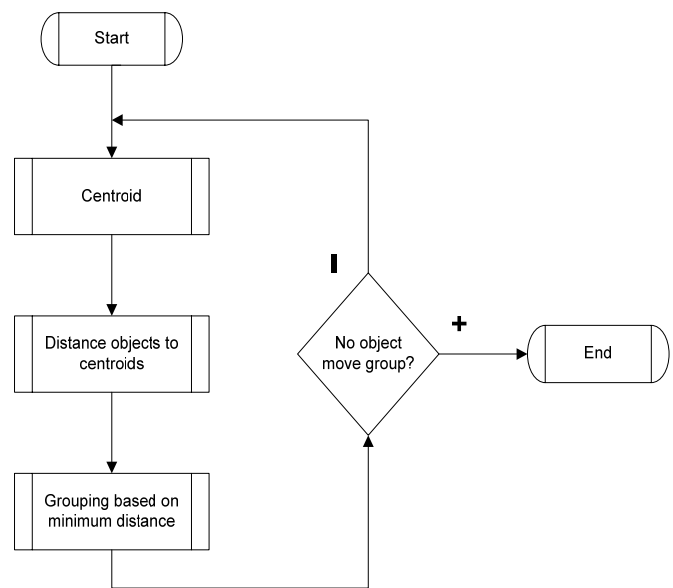 Start
Centroid
Distance objects to
centroids
Grouping based on
minimum distance
No object
move group?
+
End